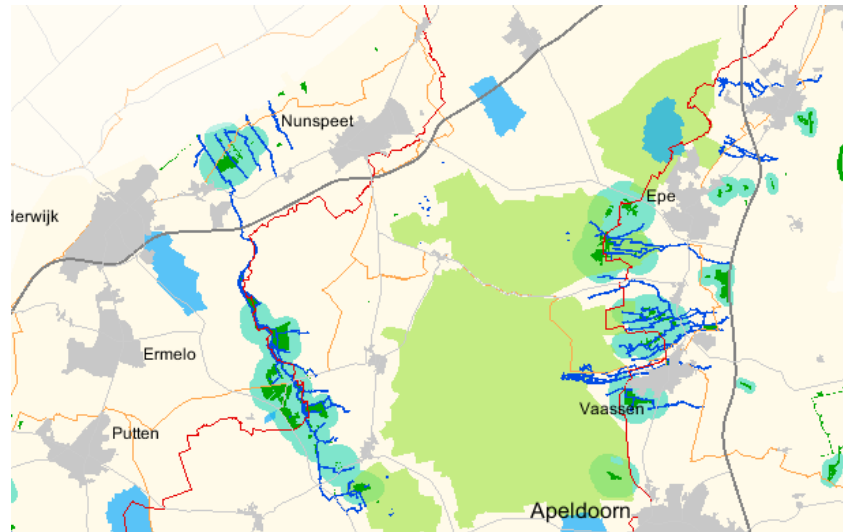 Nunspeet
Epe
derwijk
Ermelo
Vaassen
Putten
Apeldoorn